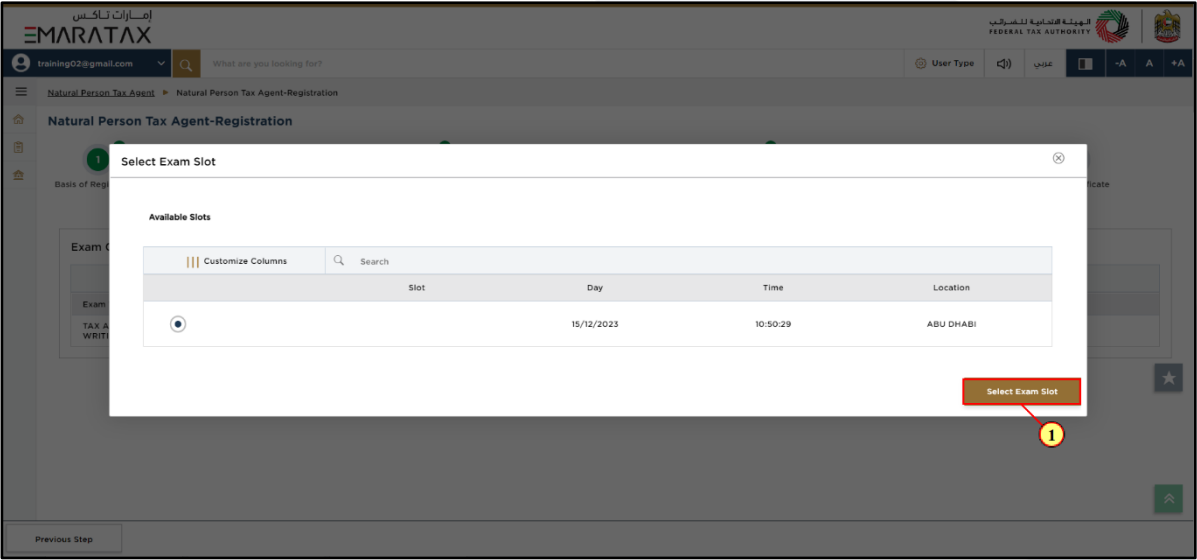 إمـــارات تــاكـــس
EMARATAX
الهيئة الاتحادية للضرائب
FEDERAL TAX AUTHORITY
training02@gmail.com
What are you looking for?
User Type
عربي
-A
A
+A
Natural Person Tax Agent
Natural Person Tax Agent-Registration
Natural Person Tax Agent-Registration
1
Select Exam Slot
Available Slots
Exam
Customize Columns
Search
Slot Day Time Location
Exam
15/12/2023 10:50:29 ABU DHABI
TAX A
WRITI
Select Exam Slot
1
Previous Step
Basis of Regi
ficate